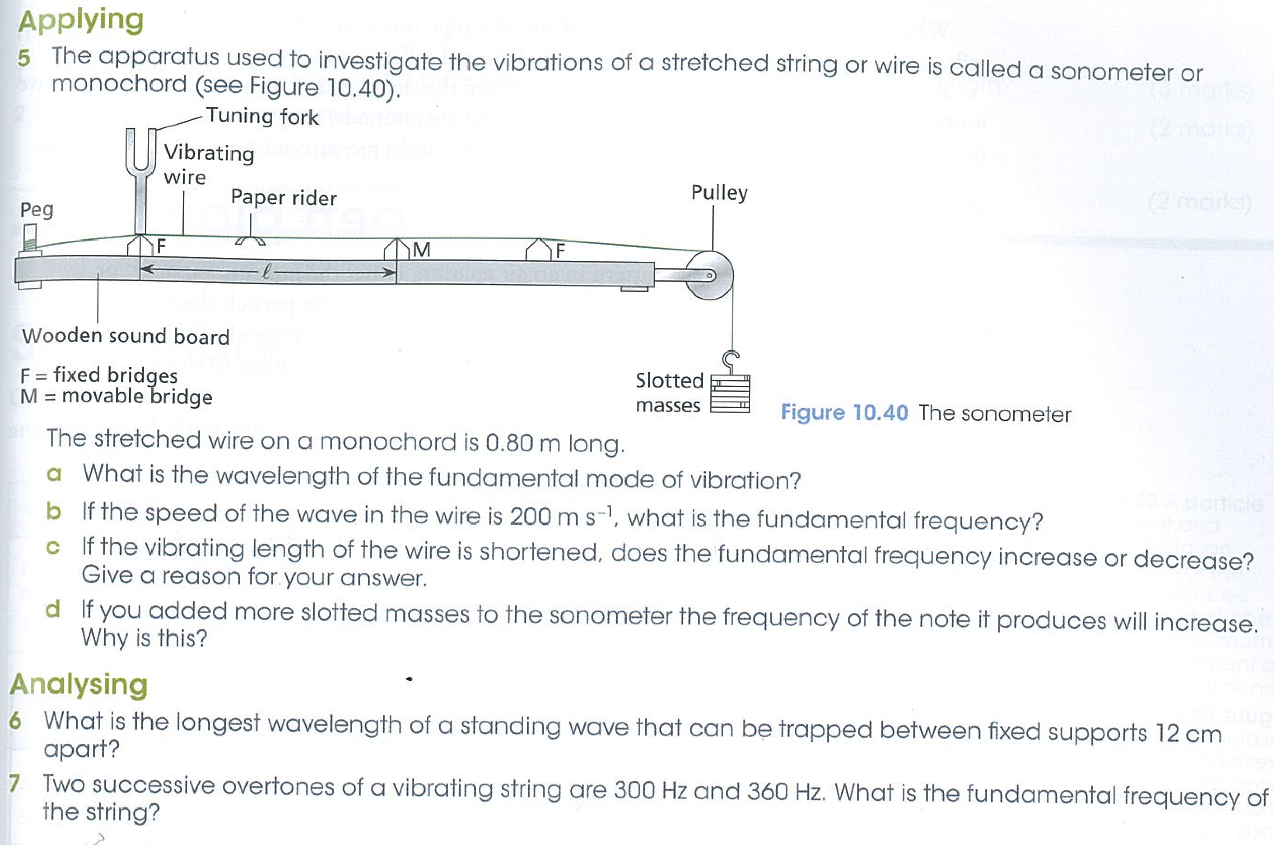 Applying
5 The apparatus used to investigate the vibrations of a stretched string or wire is called a sonometer or
monochord (see Figure 10.40).
Tuning fork
Vibrating
wire
Paper rider
Pulley
Peg
F
M
F
ℓ
Wooden sound board
F = fixed bridges
M = movable bridge
Slotted
masses
Figure 10.40 The sonometer
The stretched wire on a monochord is 0.80 m long.
a What is the wavelength of the fundamental mode of vibration?
b If the speed of the wave in the wire is 200 m s⁻¹, what is the fundamental frequency?
c If the vibrating length of the wire is shortened, does the fundamental frequency increase or decrease?
Give a reason for your answer.
d If you added more slotted masses to the sonometer the frequency of the note it produces will increase.
Why is this?
Analysing
6 What is the longest wavelength of a standing wave that can be trapped between fixed supports 12 cm
apart?
7 Two successive overtones of a vibrating string are 300 Hz and 360 Hz. What is the fundamental frequency of
the string?